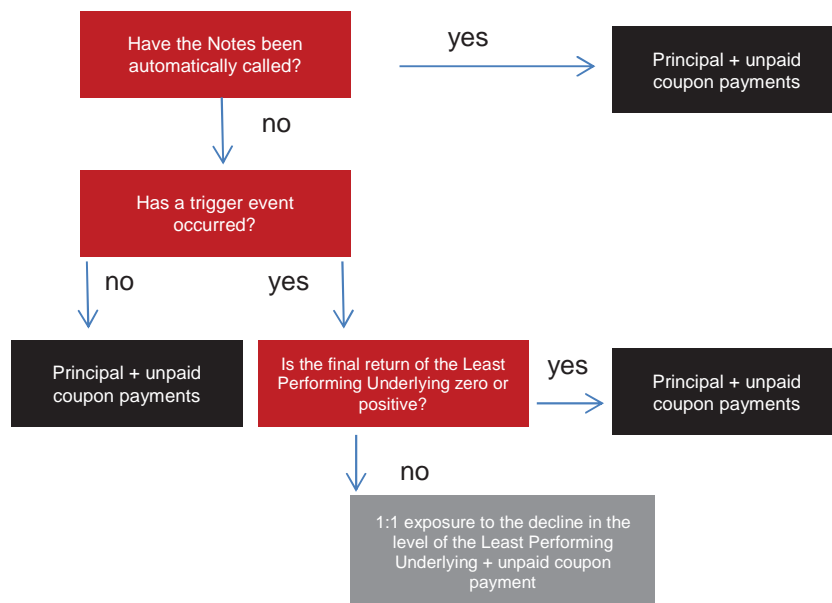 Have the Notes been
automatically called?
yes
Principal + unpaid
coupon payments
no
Has a trigger event
occurred?
no
yes
Principal + unpaid
coupon payments
Is the final return of the Least
Performing Underlying zero or
positive?
yes
Principal + unpaid
coupon payments
no
1:1 exposure to the decline in the
level of the Least Performing
Underlying + unpaid coupon
payment